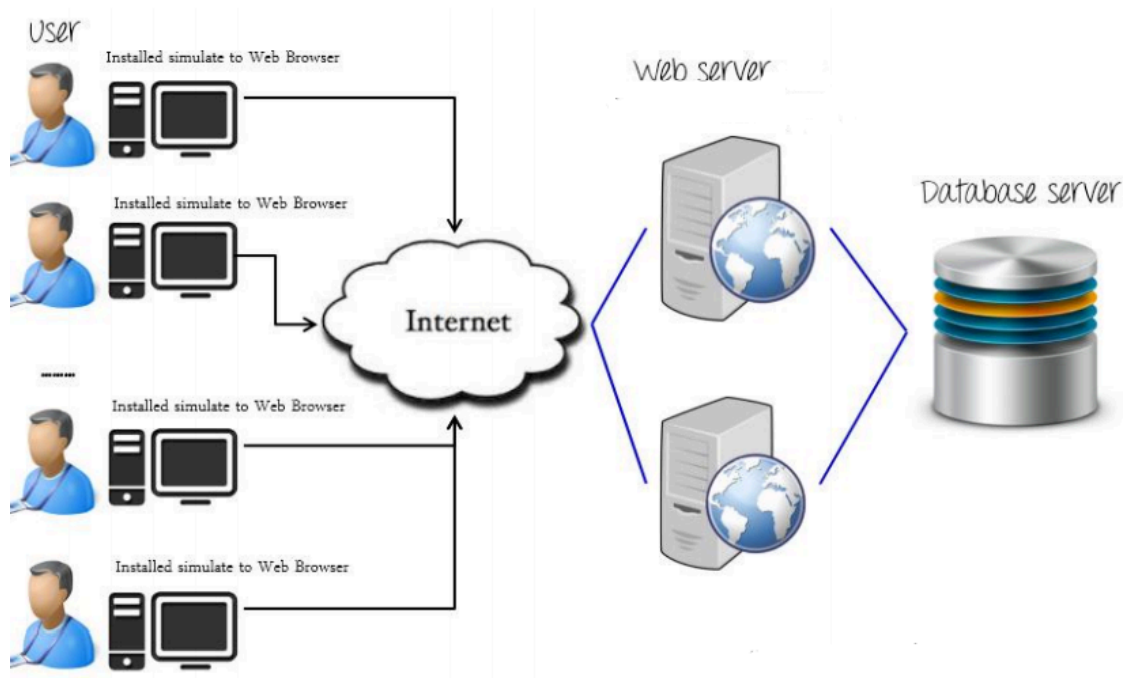 User
Installed simulate to Web Browser
Web server
Database server
Installed simulate to Web Browser
Internet
........
Installed simulate to Web Browser
Installed simulate to Web Browser